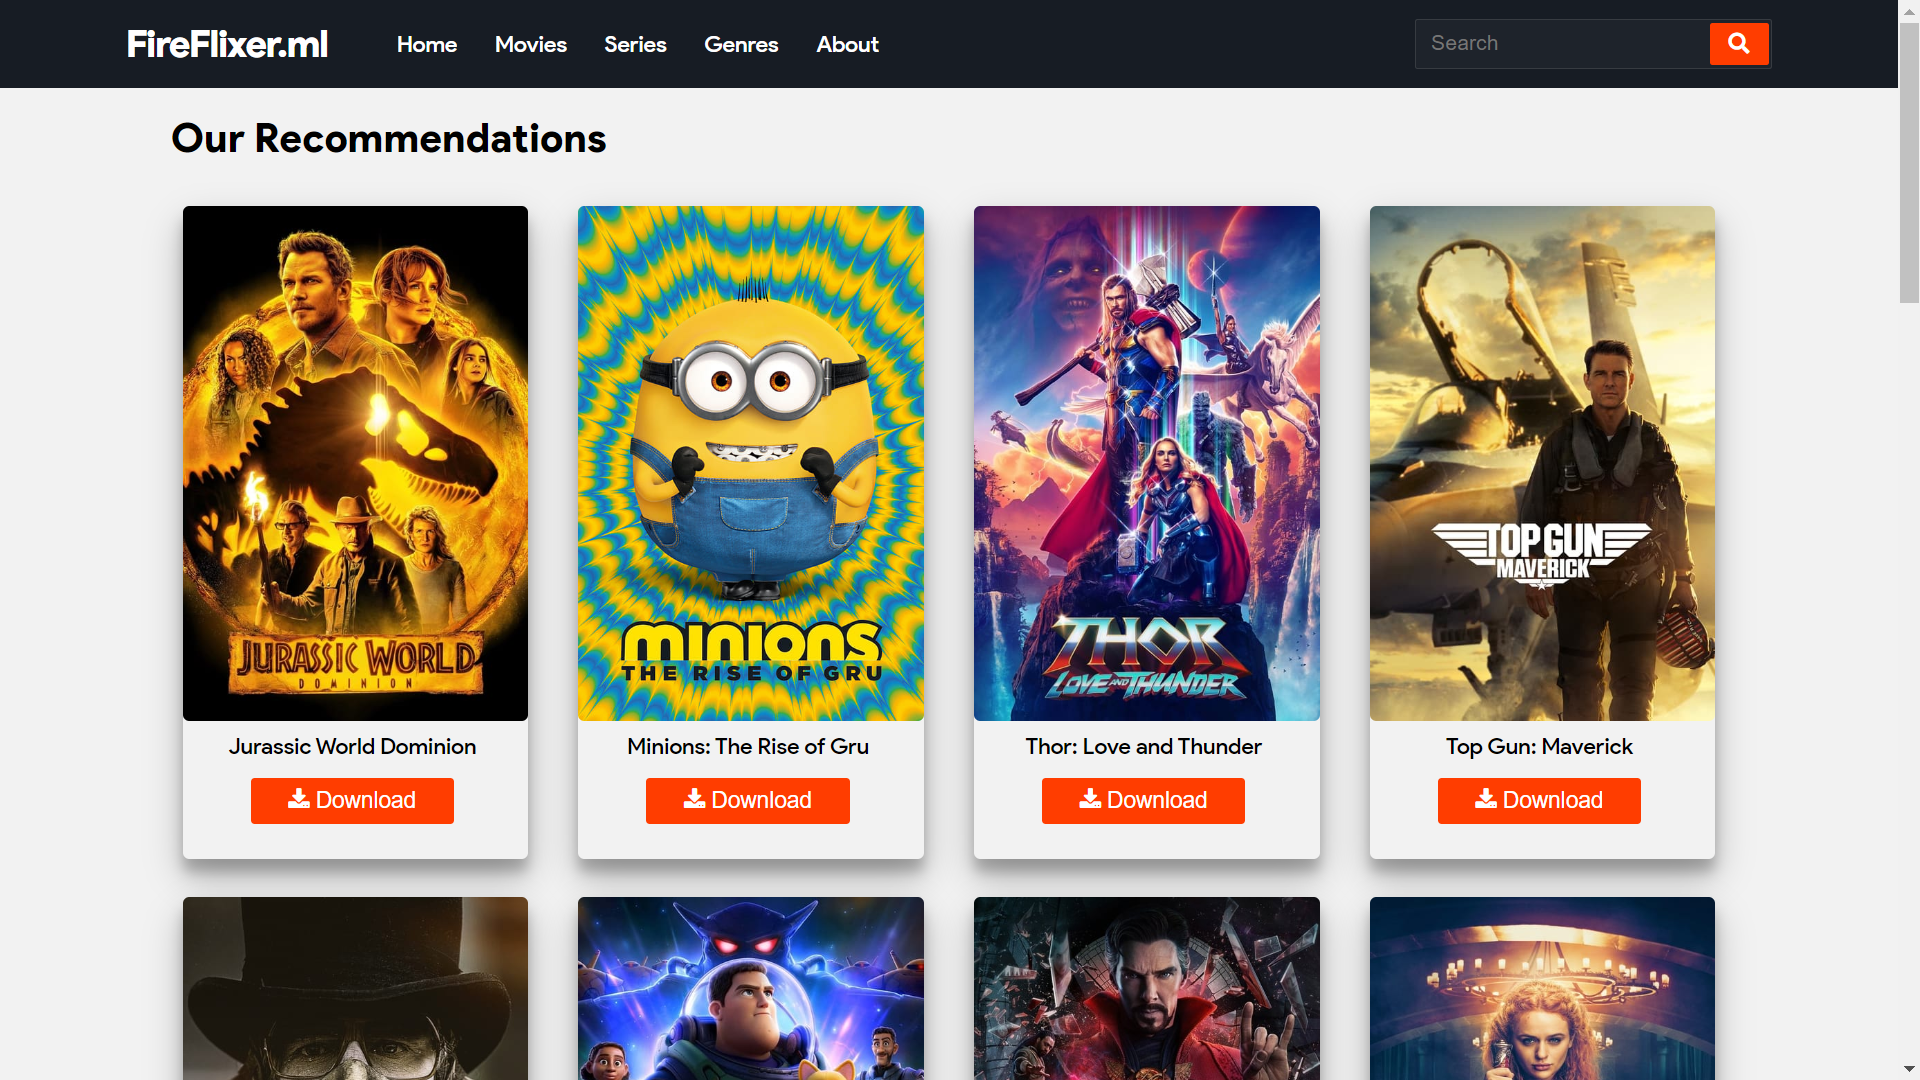 FireFlixer.ml
Home Movies Series Genres About
Search
Our Recommendations
JURASSIC WORLD
DOMINION
minions
THE RISE OF GRU
THOR
LOVE AND THUNDER
TOP GUN
MAVERICK
Jurassic World Dominion
Download
Minions: The Rise of Gru
Download
Thor: Love and Thunder
Download
Top Gun: Maverick
Download